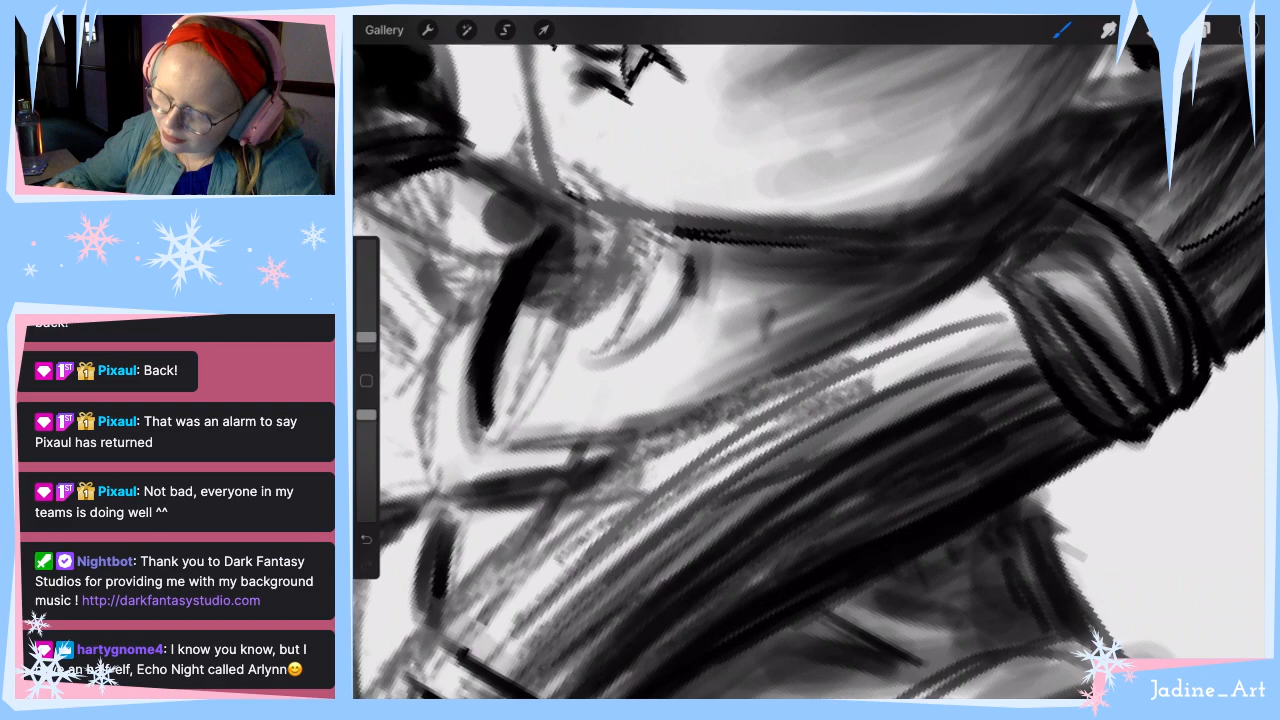 Gallery
back!
Pixaul: Back!
Pixaul: That was an alarm to say
Pixaul has returned
Pixaul: Not bad, everyone in my
teams is doing well ^^
Nightbot: Thank you to Dark Fantasy
Studios for providing me with my background
music ! http://darkfantasystudio.com
hartygnome4: I know you know, but I
an half elf, Echo Night called Arlynn😊
Jadine_Art